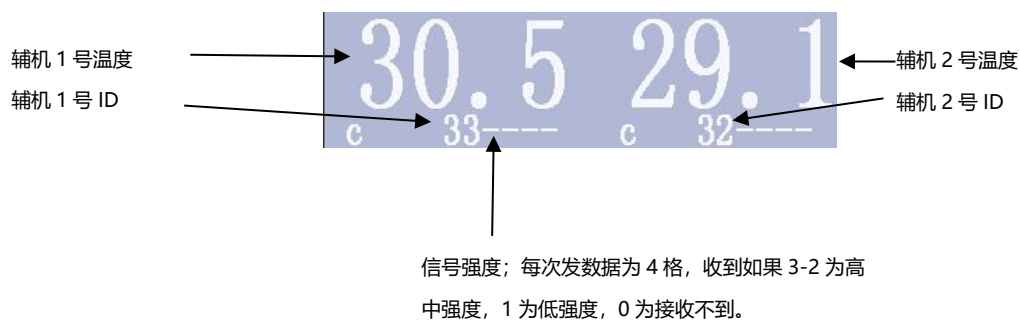 30.5 29.1
辅机 1 号温度
辅机 2 号温度
辅机 1 号 ID
辅机 2 号 ID
c 33---- c 32----
信号强度；每次发数据为 4 格，收到如果 3-2 为高
中强度，1 为低强度，0 为接收不到。